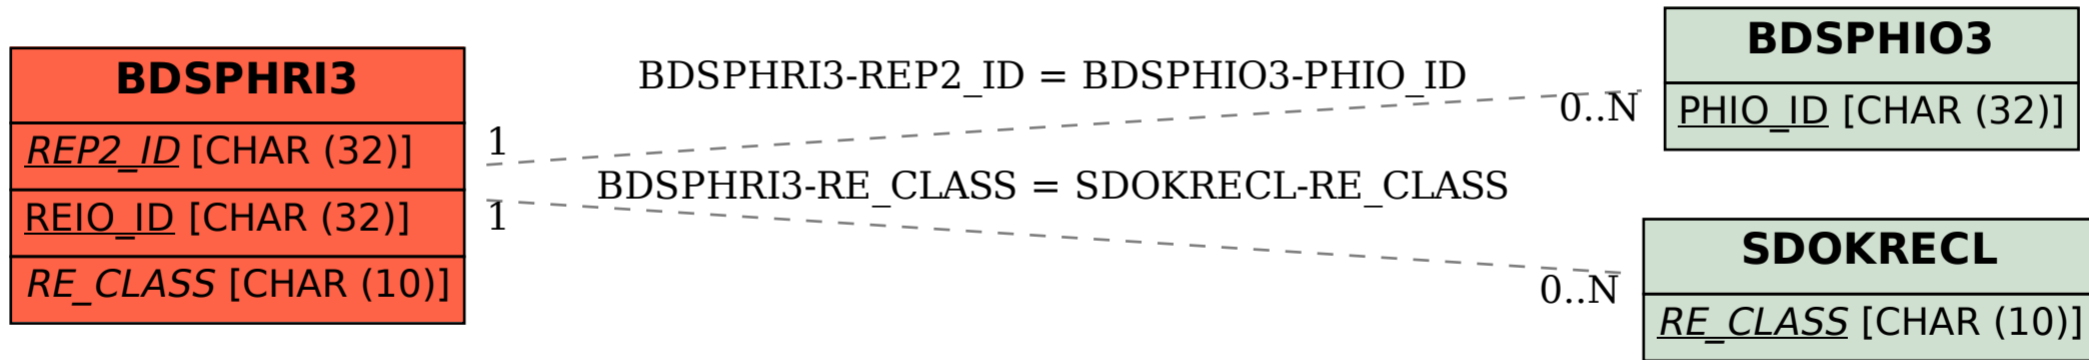 BDSPHRI3
REP2_ID [CHAR (32)]
REIO_ID [CHAR (32)]
RE_CLASS [CHAR (10)]
BDSPHRI3-REP2_ID = BDSPHIO3-PHIO_ID
1
0..N
BDSPHRI3-RE_CLASS = SDOKRECL-RE_CLASS
1
0..N
BDSPHIO3
PHIO_ID [CHAR (32)]
SDOKRECL
RE_CLASS [CHAR (10)]